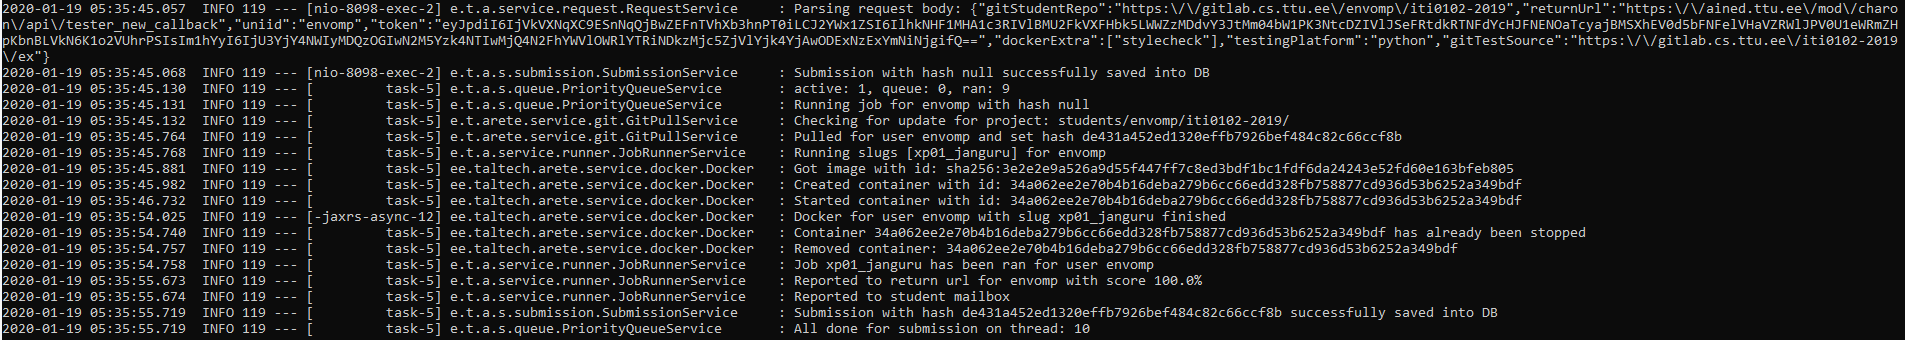 2020-01-19 05:35:45.057  INFO 119 --- [nio-8098-exec-2] e.t.a.service.request.RequestService     : Parsing request body: {"gitStudentRepo":"https:\/\/gitlab.cs.ttu.ee\/envomp\/iti0102-2019","returnUrl":"https:\/\/ained.ttu.ee\/mod\/charo
n\/api\/tester_new_callback","uniid":"envomp","token":
"dockerExtra":["stylecheck"],"testingPlatform":"python","gitTestSource":"https:\/\/gitlab.cs.ttu.ee\/iti0102-2019
\/ex"}
2020-01-19 05:35:45.068  INFO 119 --- [nio-8098-exec-2] e.t.a.s.submission.SubmissionService     : Submission with hash null successfully saved into DB
2020-01-19 05:35:45.130  INFO 119 --- [         task-5] e.t.a.s.queue.PriorityQueueService       : active: 1, queue: 0, ran: 9
2020-01-19 05:35:45.131  INFO 119 --- [         task-5] e.t.a.s.queue.PriorityQueueService       : Running job for envomp with hash null
2020-01-19 05:35:45.132  INFO 119 --- [         task-5] e.t.arete.service.git.GitPullService     : Checking for update for project: students/envomp/iti0102-2019/
2020-01-19 05:35:45.764  INFO 119 --- [         task-5] e.t.arete.service.git.GitPullService     : Pulled for user envomp and set hash de431a452ed1320effb7926bef484c82c66ccf8b
2020-01-19 05:35:45.768  INFO 119 --- [         task-5] e.t.a.service.runner.JobRunnerService    : Running slugs [xp01_janguru] for envomp
2020-01-19 05:35:45.881  INFO 119 --- [         task-5] ee.taltech.arete.service.docker.Docker   : Got image with id: sha256:3e2e2e9a526a9d55f447ff7c8ed3bdf1bc1fdf6da24243e52fd60e163bfeb805
2020-01-19 05:35:45.982  INFO 119 --- [         task-5] ee.taltech.arete.service.docker.Docker   : Created container with id: 34a062ee2e70b4b16deba279b6cc66edd328fb758877cd936d53b6252a349bdf
2020-01-19 05:35:46.732  INFO 119 --- [         task-5] ee.taltech.arete.service.docker.Docker   : Started container with id: 34a062ee2e70b4b16deba279b6cc66edd328fb758877cd936d53b6252a349bdf
2020-01-19 05:35:54.025  INFO 119 --- [-jaxrs-async-12] ee.taltech.arete.service.docker.Docker   : Docker for user envomp with slug xp01_janguru finished
2020-01-19 05:35:54.740  INFO 119 --- [         task-5] ee.taltech.arete.service.docker.Docker   : Container 34a062ee2e70b4b16deba279b6cc66edd328fb758877cd936d53b6252a349bdf has already been stopped
2020-01-19 05:35:54.757  INFO 119 --- [         task-5] ee.taltech.arete.service.docker.Docker   : Removed container: 34a062ee2e70b4b16deba279b6cc66edd328fb758877cd936d53b6252a349bdf
2020-01-19 05:35:54.758  INFO 119 --- [         task-5] e.t.a.service.runner.JobRunnerService    : Job xp01_janguru has been ran for user envomp
2020-01-19 05:35:55.673  INFO 119 --- [         task-5] e.t.a.service.runner.JobRunnerService    : Reported to return url for envomp with score 100.0%
2020-01-19 05:35:55.674  INFO 119 --- [         task-5] e.t.a.service.runner.JobRunnerService    : Reported to student mailbox
2020-01-19 05:35:55.719  INFO 119 --- [         task-5] e.t.a.s.submission.SubmissionService     : Submission with hash de431a452ed1320effb7926bef484c82c66ccf8b successfully saved into DB
2020-01-19 05:35:55.719  INFO 119 --- [         task-5] e.t.a.s.queue.PriorityQueueService       : All done for submission on thread: 10